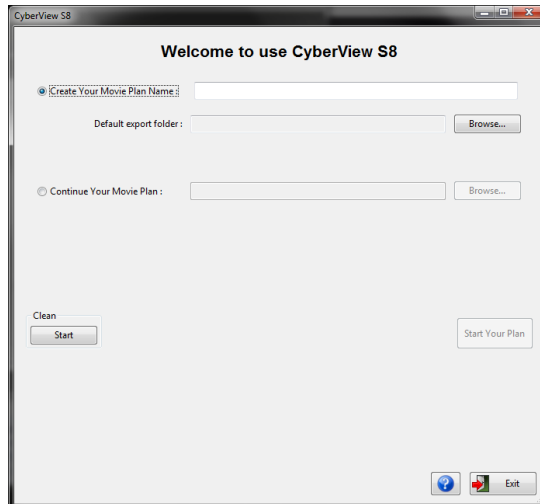 CyberView S8
Welcome to use CyberView S8
Create Your Movie Plan Name :
Default export folder :
Browse...
Continue Your Movie Plan :
Browse...
Clean
Start
Start Your Plan
?
Exit